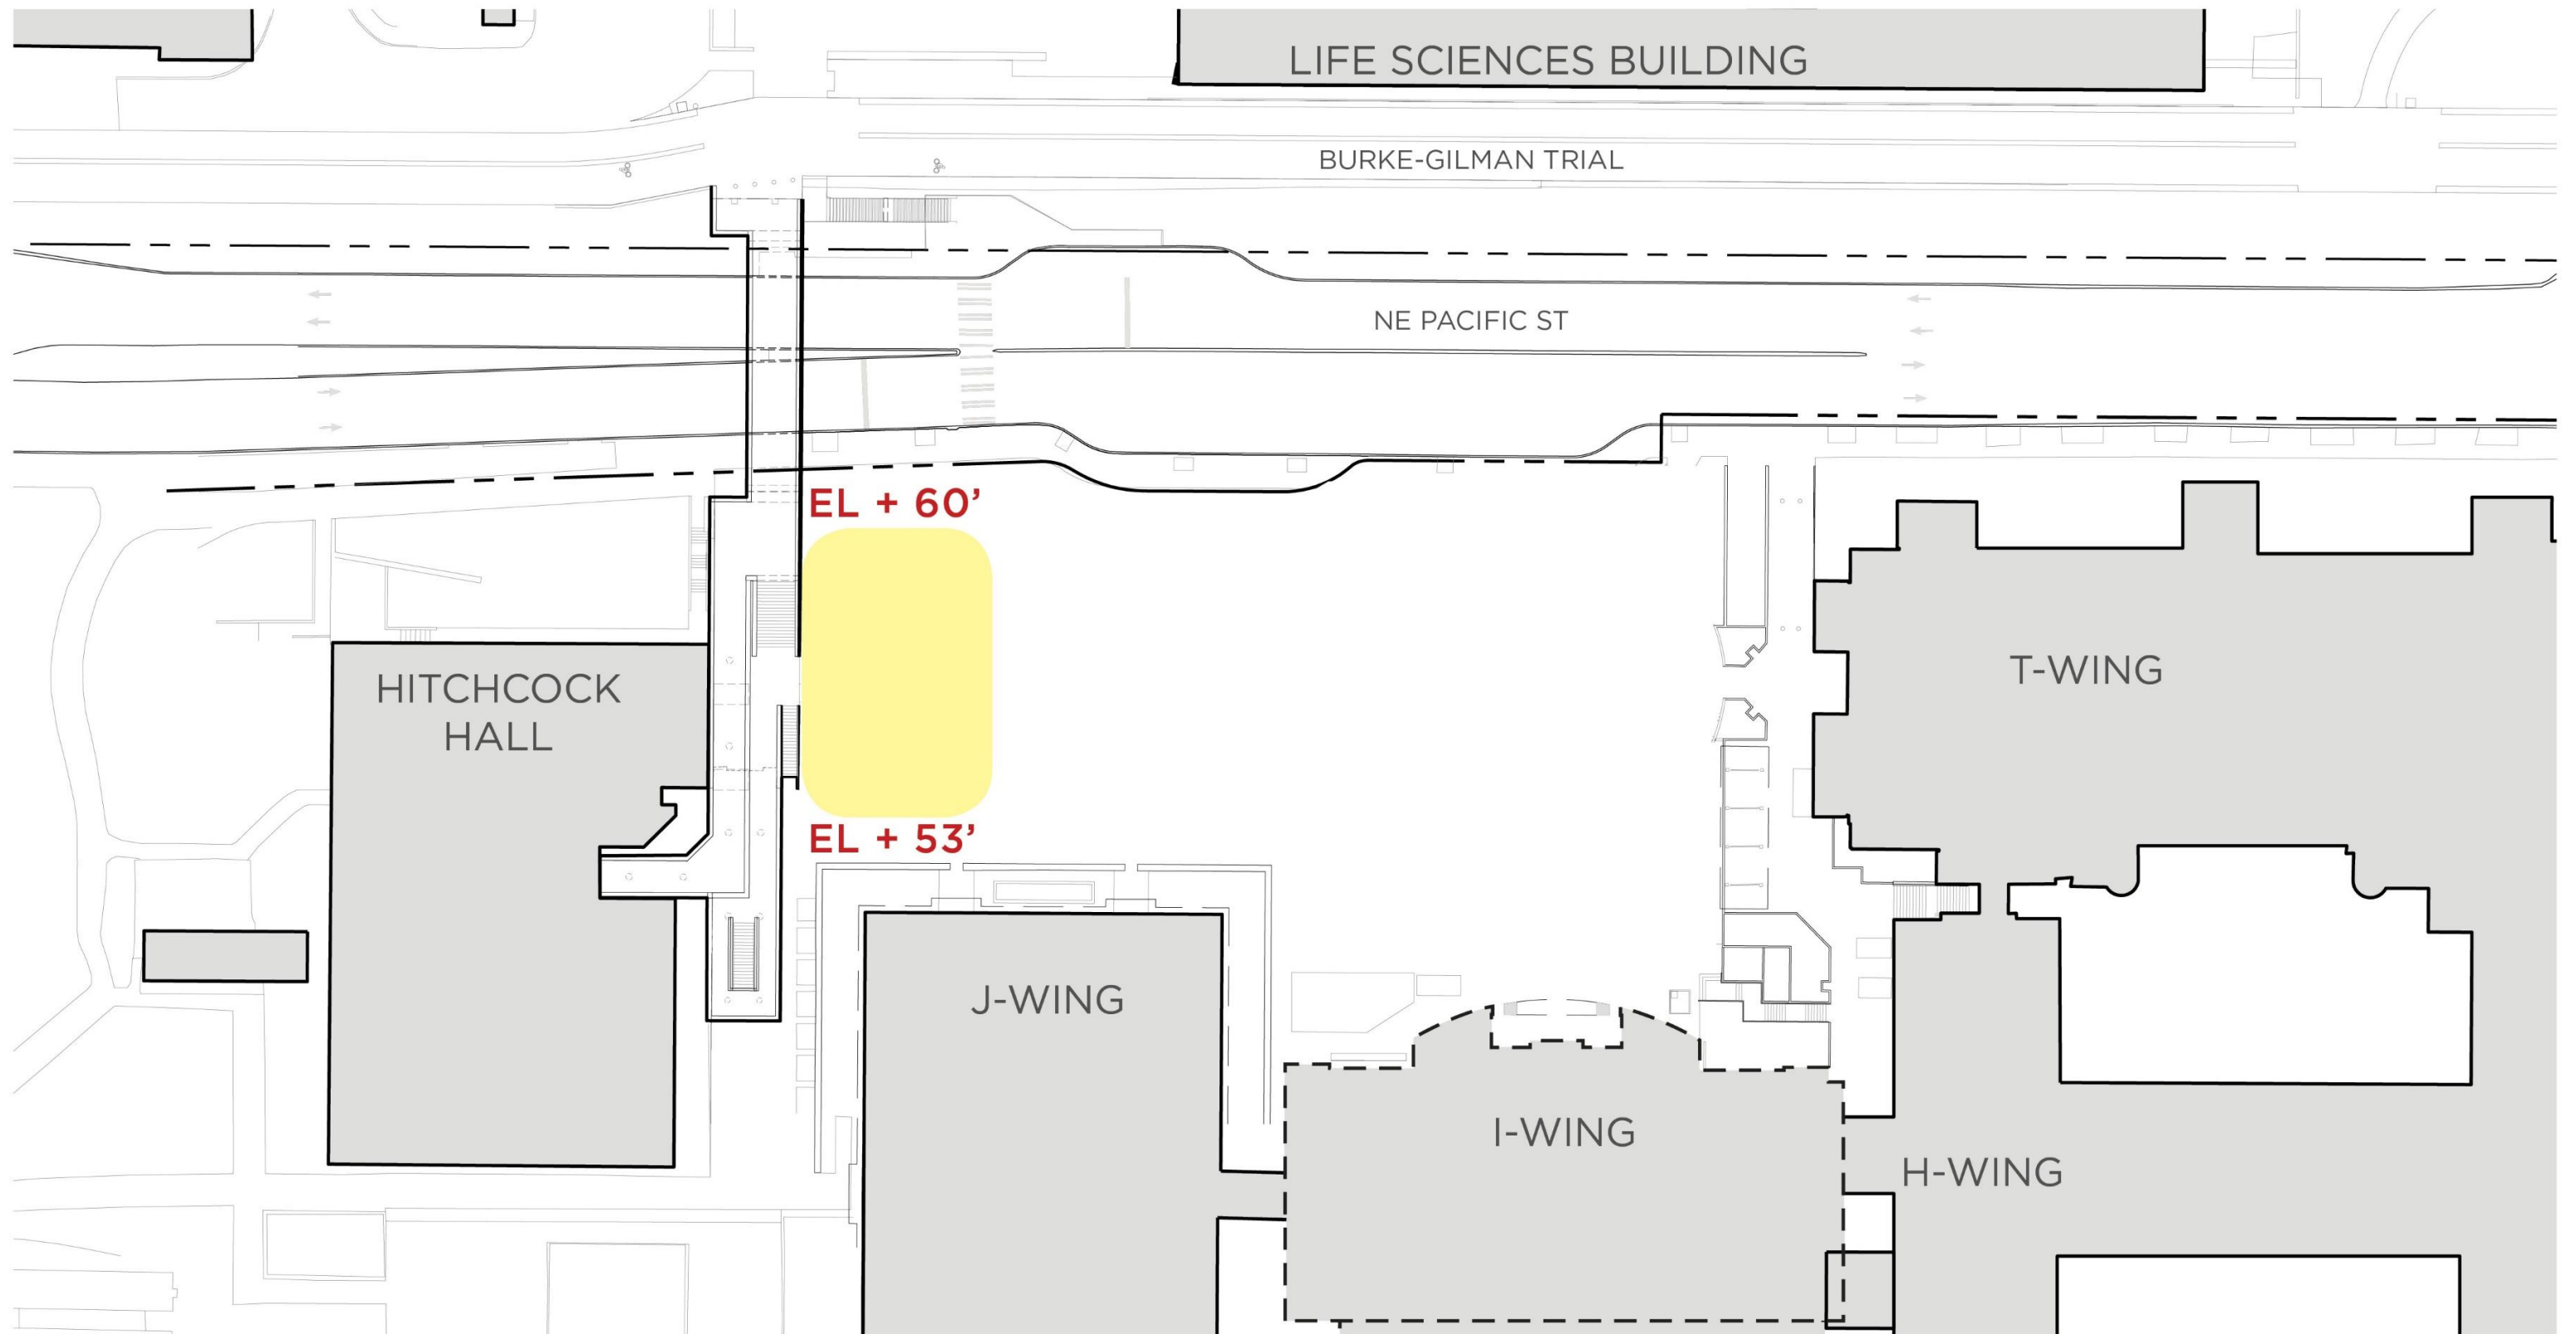 LIFE SCIENCES BUILDING
BURKE-GILMAN TRIAL
NE PACIFIC ST
EL + 60’
HITCHCOCK
HALL
T-WING
EL + 53’
J-WING
I-WING
H-WING